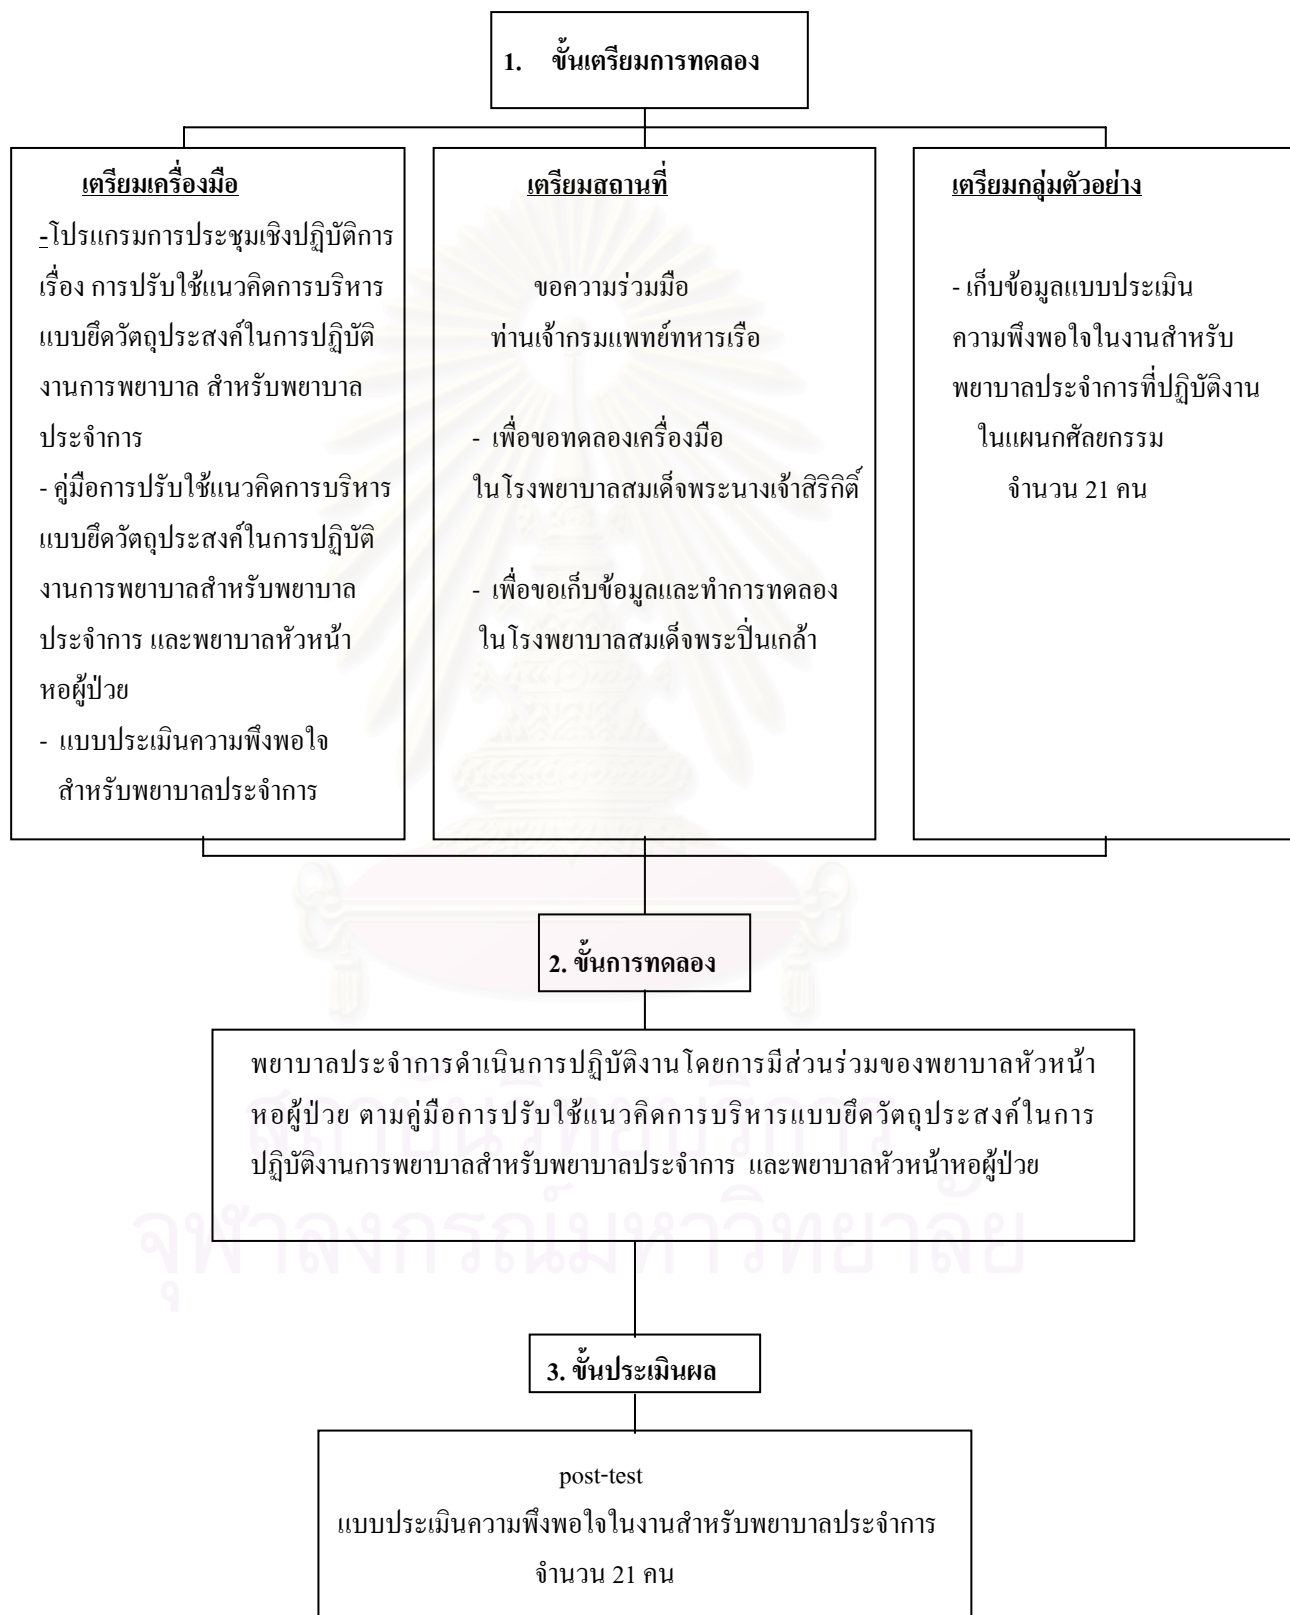 1. ขั้นเตรียมการทดลอง
เตรียมเครื่องมือ
-โปรแกรมการประชุมเชิงปฏิบัติการ
เรื่อง การปรับใช้แนวคิดการบริหาร
แบบยึดวัตถุประสงค์ในการปฏิบัติ
งานการพยาบาล สำหรับพยาบาล
ประจำการ
- คู่มือการปรับใช้แนวคิดการบริหาร
แบบยึดวัตถุประสงค์ในการปฏิบัติ
งานการพยาบาลสำหรับพยาบาล
ประจำการ และพยาบาลหัวหน้า
หอผู้ป่วย
- แบบประเมินความพึงพอใจ
สำหรับพยาบาลประจำการ
เตรียมสถานที่
ขอความร่วมมือ
ท่านเจ้ากรมแพทย์ทหารเรือ
- เพื่อขอทดลองเครื่องมือ
ในโรงพยาบาลสมเด็จพระนางเจ้าสิริกิติ์
- เพื่อขอเก็บข้อมูลและทำการทดลอง
ในโรงพยาบาลสมเด็จพระปิ่นเกล้า
เตรียมกลุ่มตัวอย่าง
- เก็บข้อมูลแบบประเมิน
ความพึงพอใจในงานสำหรับ
พยาบาลประจำการที่ปฏิบัติงาน
ในแผนกศัลยกรรม
จำนวน 21 คน
2. ขั้นการทดลอง
พยาบาลประจำการดำเนินการปฏิบัติงานโดยการมีส่วนร่วมของพยาบาลหัวหน้า
หอผู้ป่วย ตามคู่มือการปรับใช้แนวคิดการบริหารแบบยึดวัตถุประสงค์ในการ
ปฏิบัติงานการพยาบาลสำหรับพยาบาลประจำการ และพยาบาลหัวหน้าหอผู้ป่วย
สถาบันวิทยบริการ
จุฬาลงกรณ์มหาวิทยาลัย
3. ขั้นประเมินผล
post-test
แบบประเมินความพึงพอใจในงานสำหรับพยาบาลประจำการ
จำนวน 21 คน